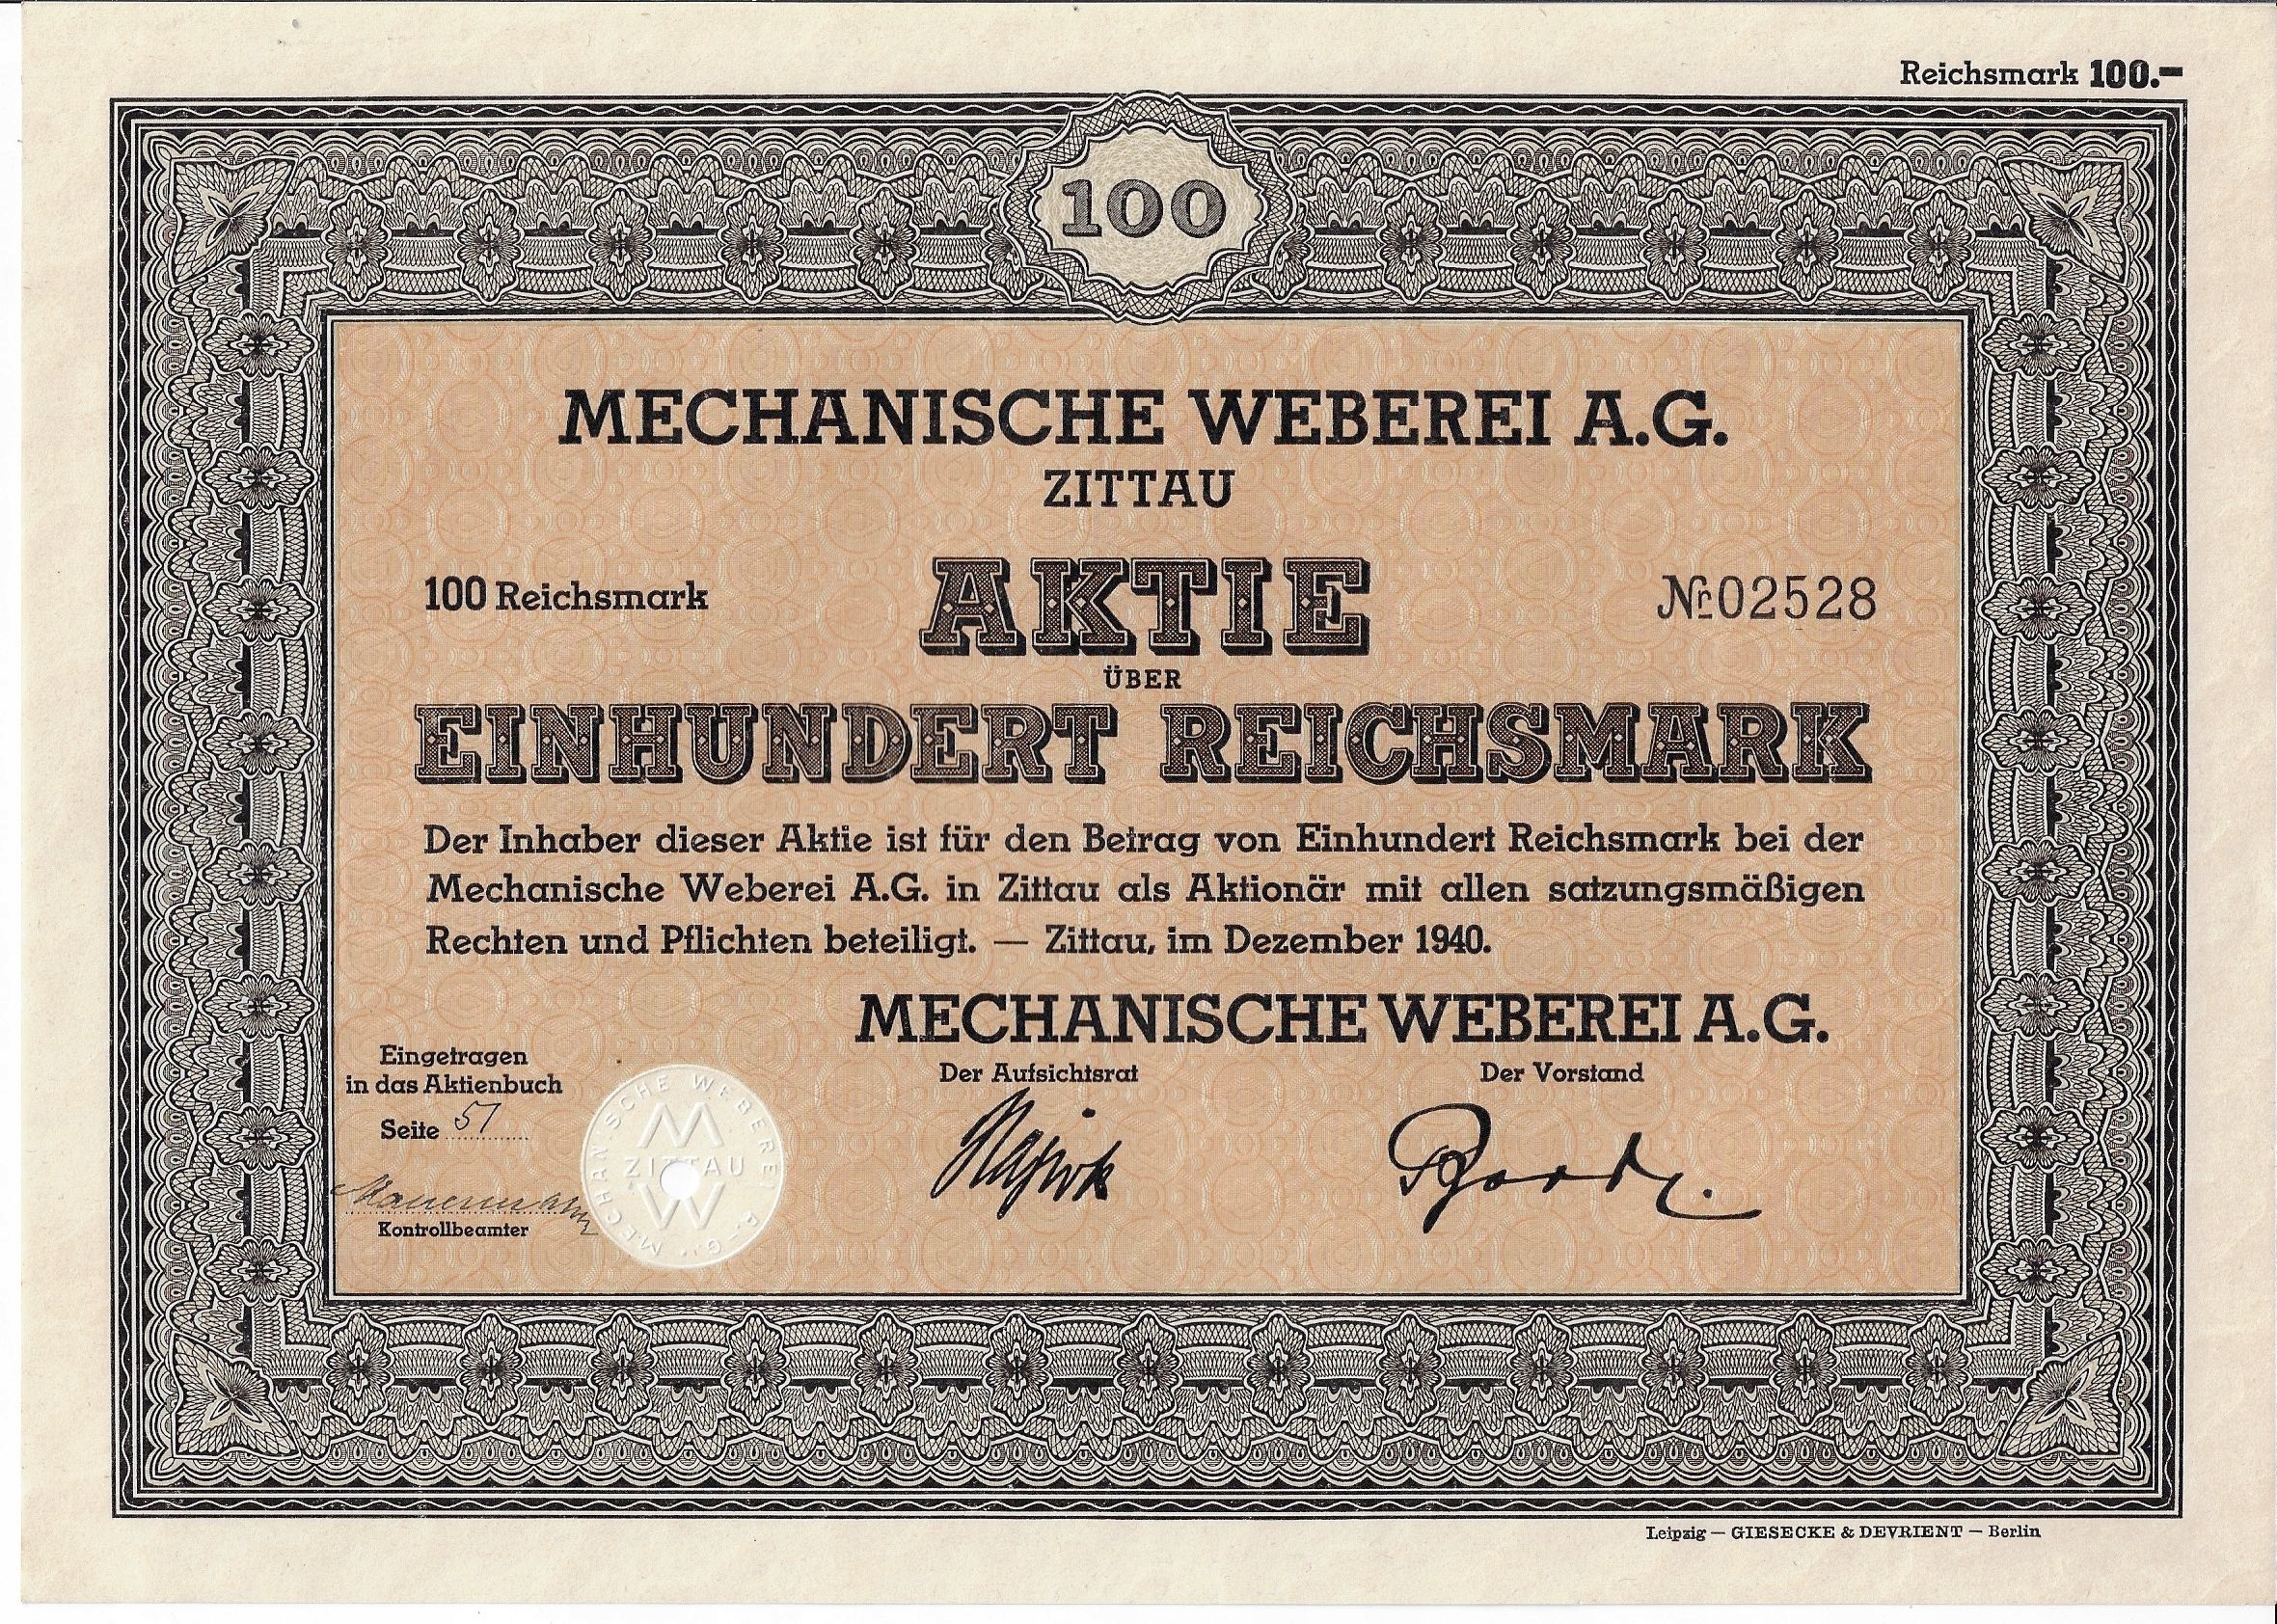 Reichsmark 100.-
100
MECHANISCHE WEBEREI A.G.
ZITTAU
100 Reichsmark
AKTIE
Nr 02528
ÜBER
EINHUNDERT REICHSMARK
Der Inhaber dieser Aktie ist für den Betrag von Einhundert Reichsmark bei der
Mechanische Weberei A.G. in Zittau als Aktionär mit allen satzungsmäßigen
Rechten und Pflichten beteiligt. — Zittau, im Dezember 1940.
MECHANISCHE WEBEREI A.G.
Der Aufsichtsrat
Der Vorstand
Eingetragen
in das Aktienbuch
Seite 51
Kontrollbeamter
MECHANISCHE WEBEREI A.-G.
M
ZITTAU
W
Leipzig — GIESECKE & DEVRIENT — Berlin